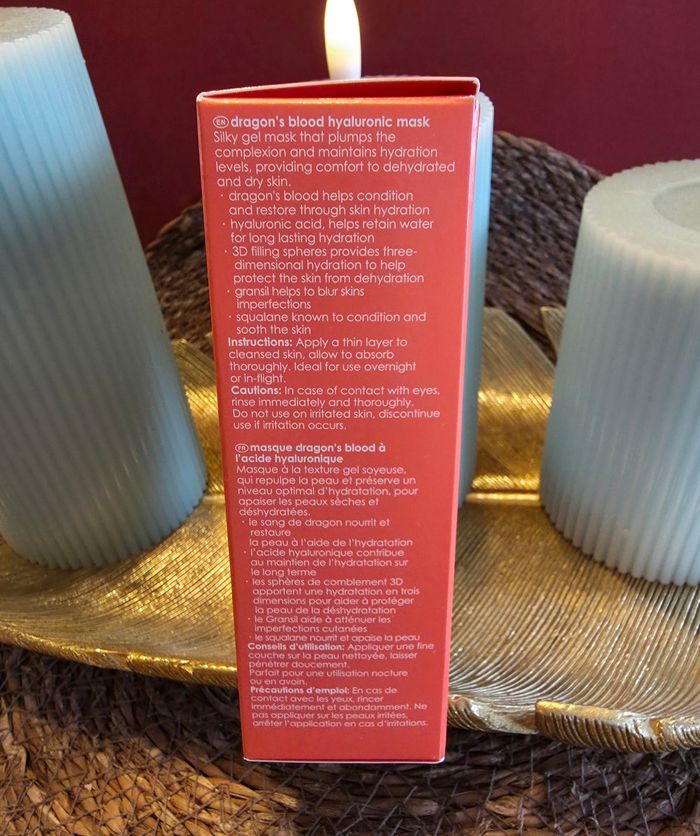 EN dragon's blood hyaluronic mask
Silky gel mask that plumps the
complexion and maintains hydration
levels, providing comfort to dehydrated
and dry skin.
· dragon's blood helps condition
and restore through skin hydration
· hyaluronic acid, helps retain water
for long lasting hydration
· 3D filling spheres provides three-
dimensional hydration to help
protect the skin from dehydration
· gransil helps to blur skins
imperfections
· squalane known to condition and
sooth the skin
Instructions: Apply a thin layer to
cleansed skin, allow to absorb
thoroughly. Ideal for use overnight
or in-flight.
Cautions: In case of contact with eyes,
rinse immediately and thoroughly.
Do not use on irritated skin, discontinue
use if irritation occurs.
FR masque dragon's blood à
l'acide hyaluronique
Masque à la texture gel soyeuse,
qui repulpe la peau et préserve un
niveau optimal d'hydratation, pour
apaiser les peaux sèches et
déshydratées.
· le sang de dragon nourrit et
restaure
la peau à l'aide de l'hydratation
· l'acide hyaluronique contribue
au maintien de l'hydratation sur
le long terme
· les sphères de comblement 3D
apportent une hydratation en trois
dimensions pour aider à protéger
la peau de la déshydratation
· le Gransil aide à atténuer les
imperfections cutanées
· le squalane nourrit et apaise la peau
Conseils d'utilisation: Appliquer une fine
couche sur la peau nettoyée, laisser
pénétrer doucement.
Parfait pour une utilisation nocture
ou en avoin.
Précautions d'emploi: En cas de
contact avec les yeux, rincer
immédiatement et abondamment. Ne
pas appliquer sur les peaux irritées,
arrêter l'application en cas d'irritations.